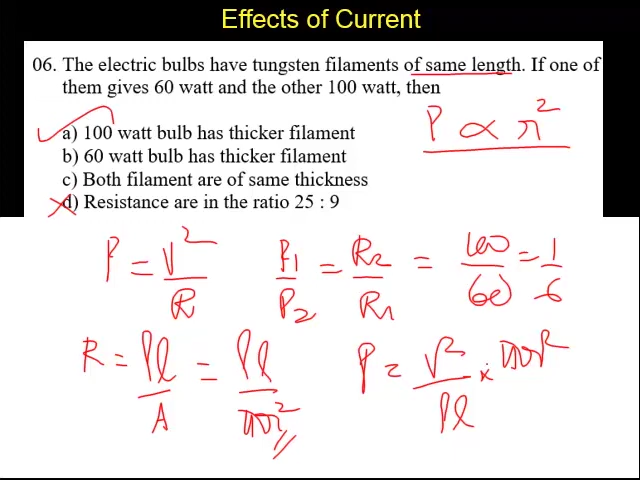 Effects of Current
06. The electric bulbs have tungsten filaments of same length. If one of
them gives 60 watt and the other 100 watt, then
a) 100 watt bulb has thicker filament
b) 60 watt bulb has thicker filament
c) Both filament are of same thickness
d) Resistance are in the ratio 25 : 9
P ∝ r²
P = V²/R P₁/P₂ = R₂/R₁ = 100/60 = 1/6
R = ρl/A = ρl/πr² P = V²/ρl × πr²